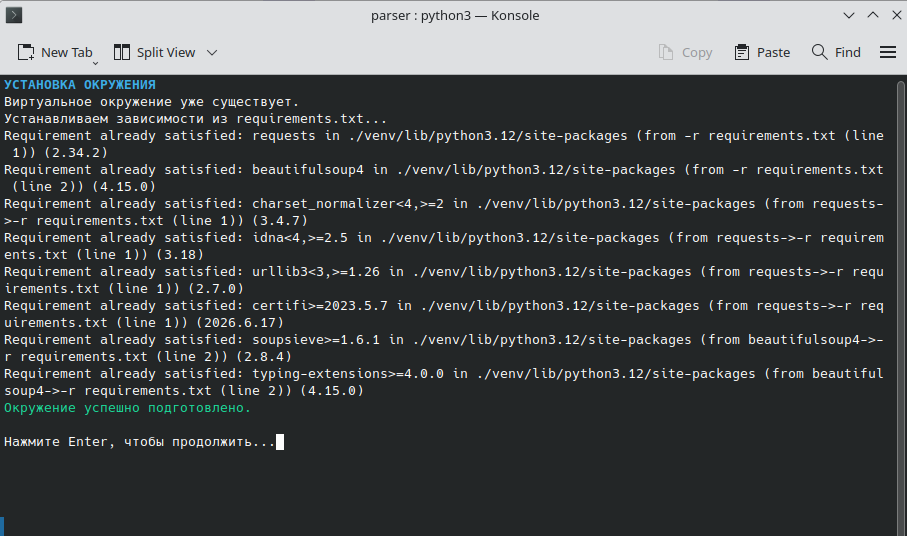 parser : python3 — Konsole
New Tab
Split View
Copy
Paste
Find
УСТАНОВКА ОКРУЖЕНИЯ
Виртуальное окружение уже существует.
Устанавливаем зависимости из requirements.txt...
Requirement already satisfied: requests in ./venv/lib/python3.12/site-packages (from -r requirements.txt (line
 1)) (2.34.2)
Requirement already satisfied: beautifulsoup4 in ./venv/lib/python3.12/site-packages (from -r requirements.txt
 (line 2)) (4.15.0)
Requirement already satisfied: charset_normalizer<4,>=2 in ./venv/lib/python3.12/site-packages (from requests-
>-r requirements.txt (line 1)) (3.4.7)
Requirement already satisfied: idna<4,>=2.5 in ./venv/lib/python3.12/site-packages (from requests->-r requirem
ents.txt (line 1)) (3.18)
Requirement already satisfied: urllib3<3,>=1.26 in ./venv/lib/python3.12/site-packages (from requests->-r requ
irements.txt (line 1)) (2.7.0)
Requirement already satisfied: certifi>=2023.5.7 in ./venv/lib/python3.12/site-packages (from requests->-r req
uirements.txt (line 1)) (2026.6.17)
Requirement already satisfied: soupsieve>=1.6.1 in ./venv/lib/python3.12/site-packages (from beautifulsoup4->-
r requirements.txt (line 2)) (2.8.4)
Requirement already satisfied: typing-extensions>=4.0.0 in ./venv/lib/python3.12/site-packages (from beautiful
soup4->-r requirements.txt (line 2)) (4.15.0)
Окружение успешно подготовлено.
Нажмите Enter, чтобы продолжить...